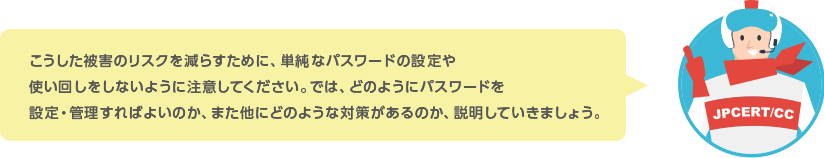 こうした被害のリスクを減らすために、単純なパスワードの設定や
使い回しをしないように注意してください。では、どのようにパスワードを
設定・管理すればよいのか、また他にどのような対策があるのか、説明していきましょう。
JPCERT/CC